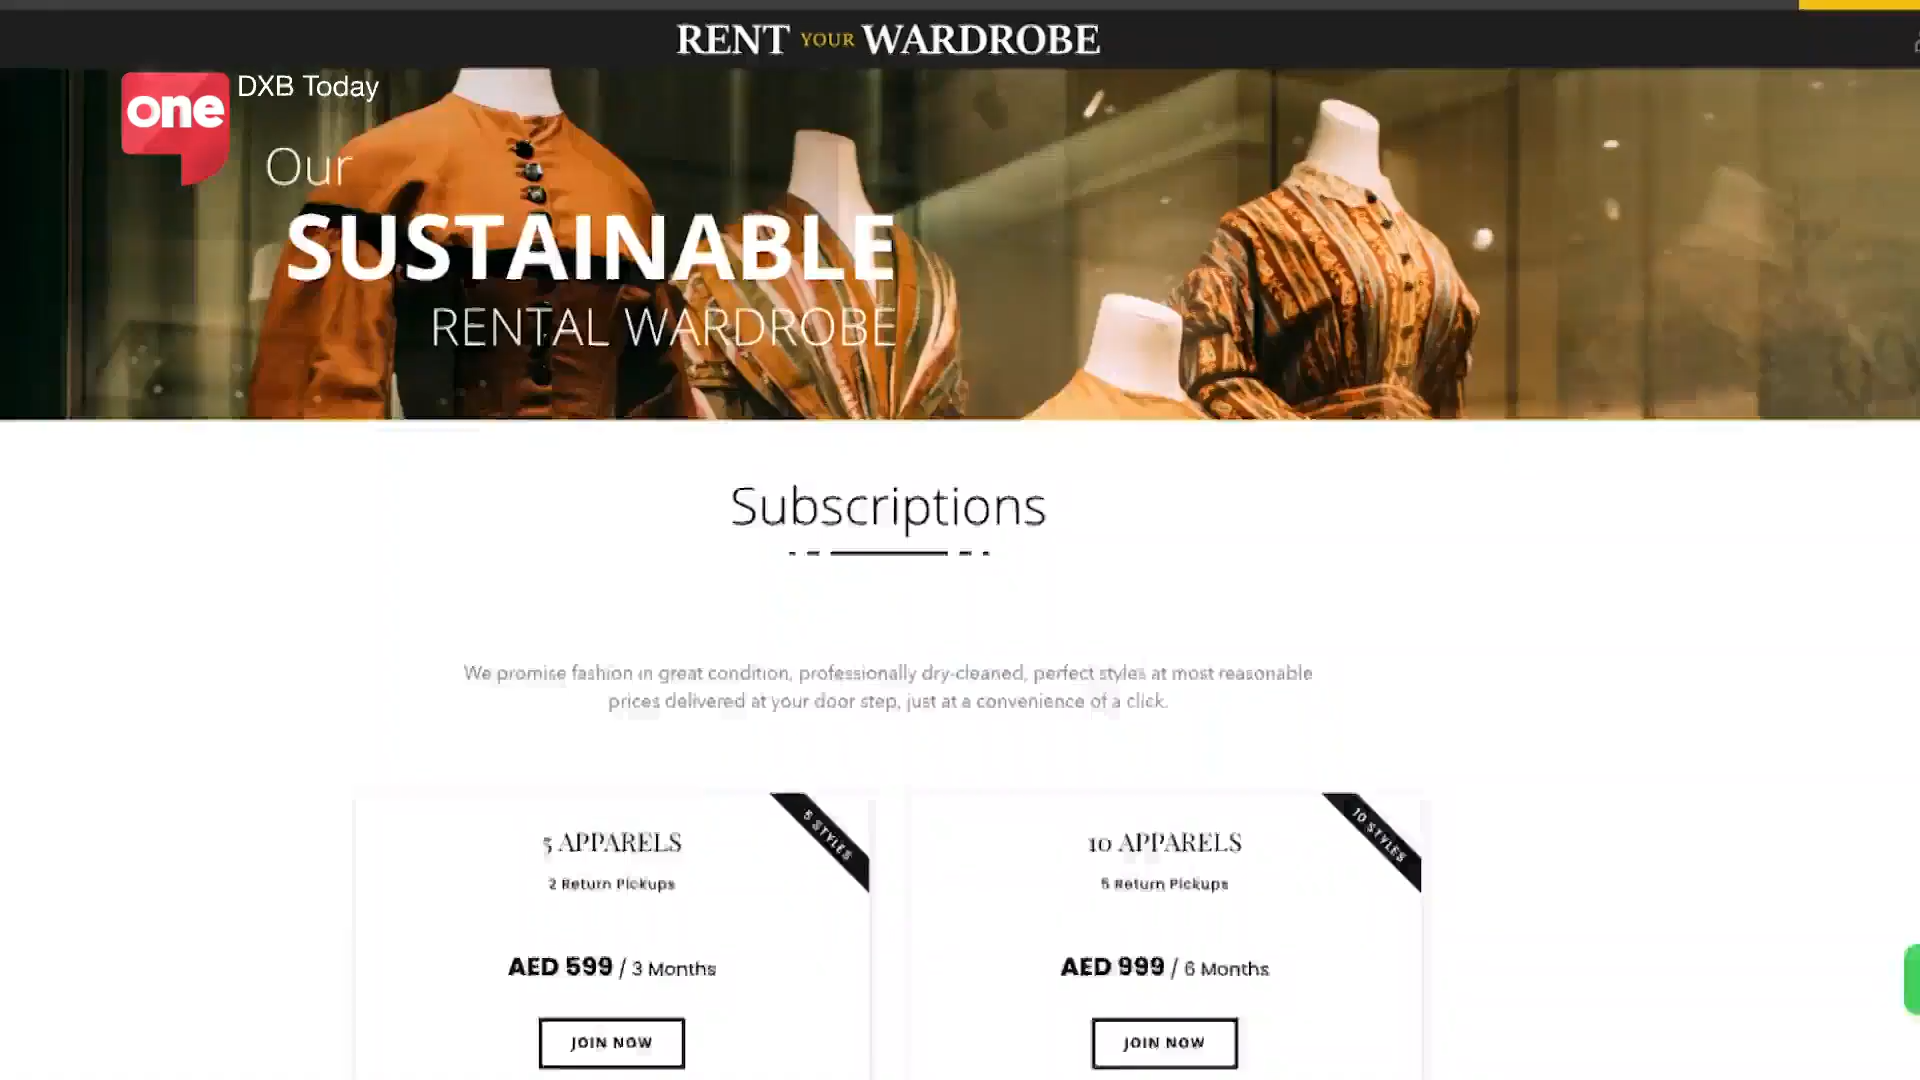 RENT YOUR WARDROBE
one DXB Today
Our
SUSTAINABLE
RENTAL WARDROBE
Subscriptions
We promise fashion in great condition, professionally dry-cleaned, perfect styles at most reasonable
prices delivered at your door step, just at a convenience of a click.
5 STYLES
5 APPARELS
2 Return Pickups
AED 599 / 3 Months
JOIN NOW
10 STYLES
10 APPARELS
5 Return Pickups
AED 999 / 6 Months
JOIN NOW